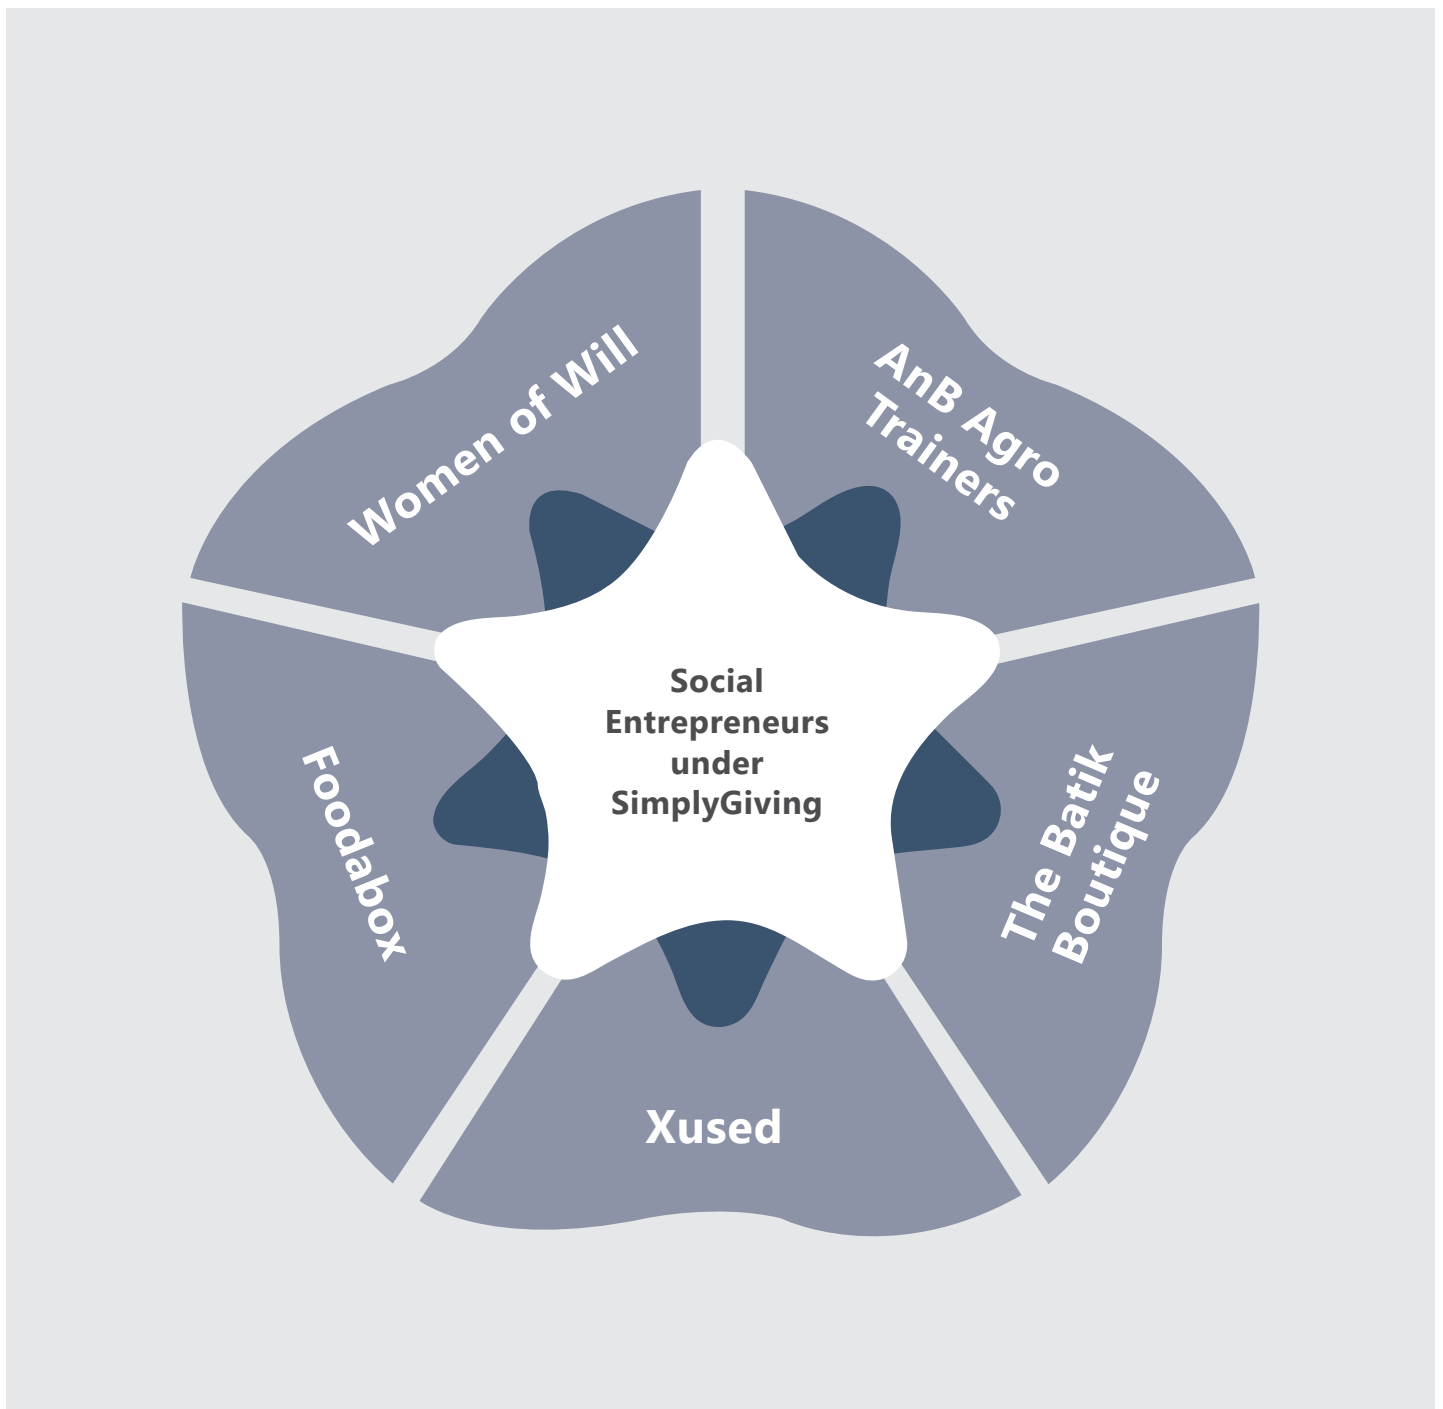 Women of Will
AnB Agro
Trainers
Social
Entrepreneurs
under
SimplyGiving
Foodabox
The Batik
Boutique
Xused